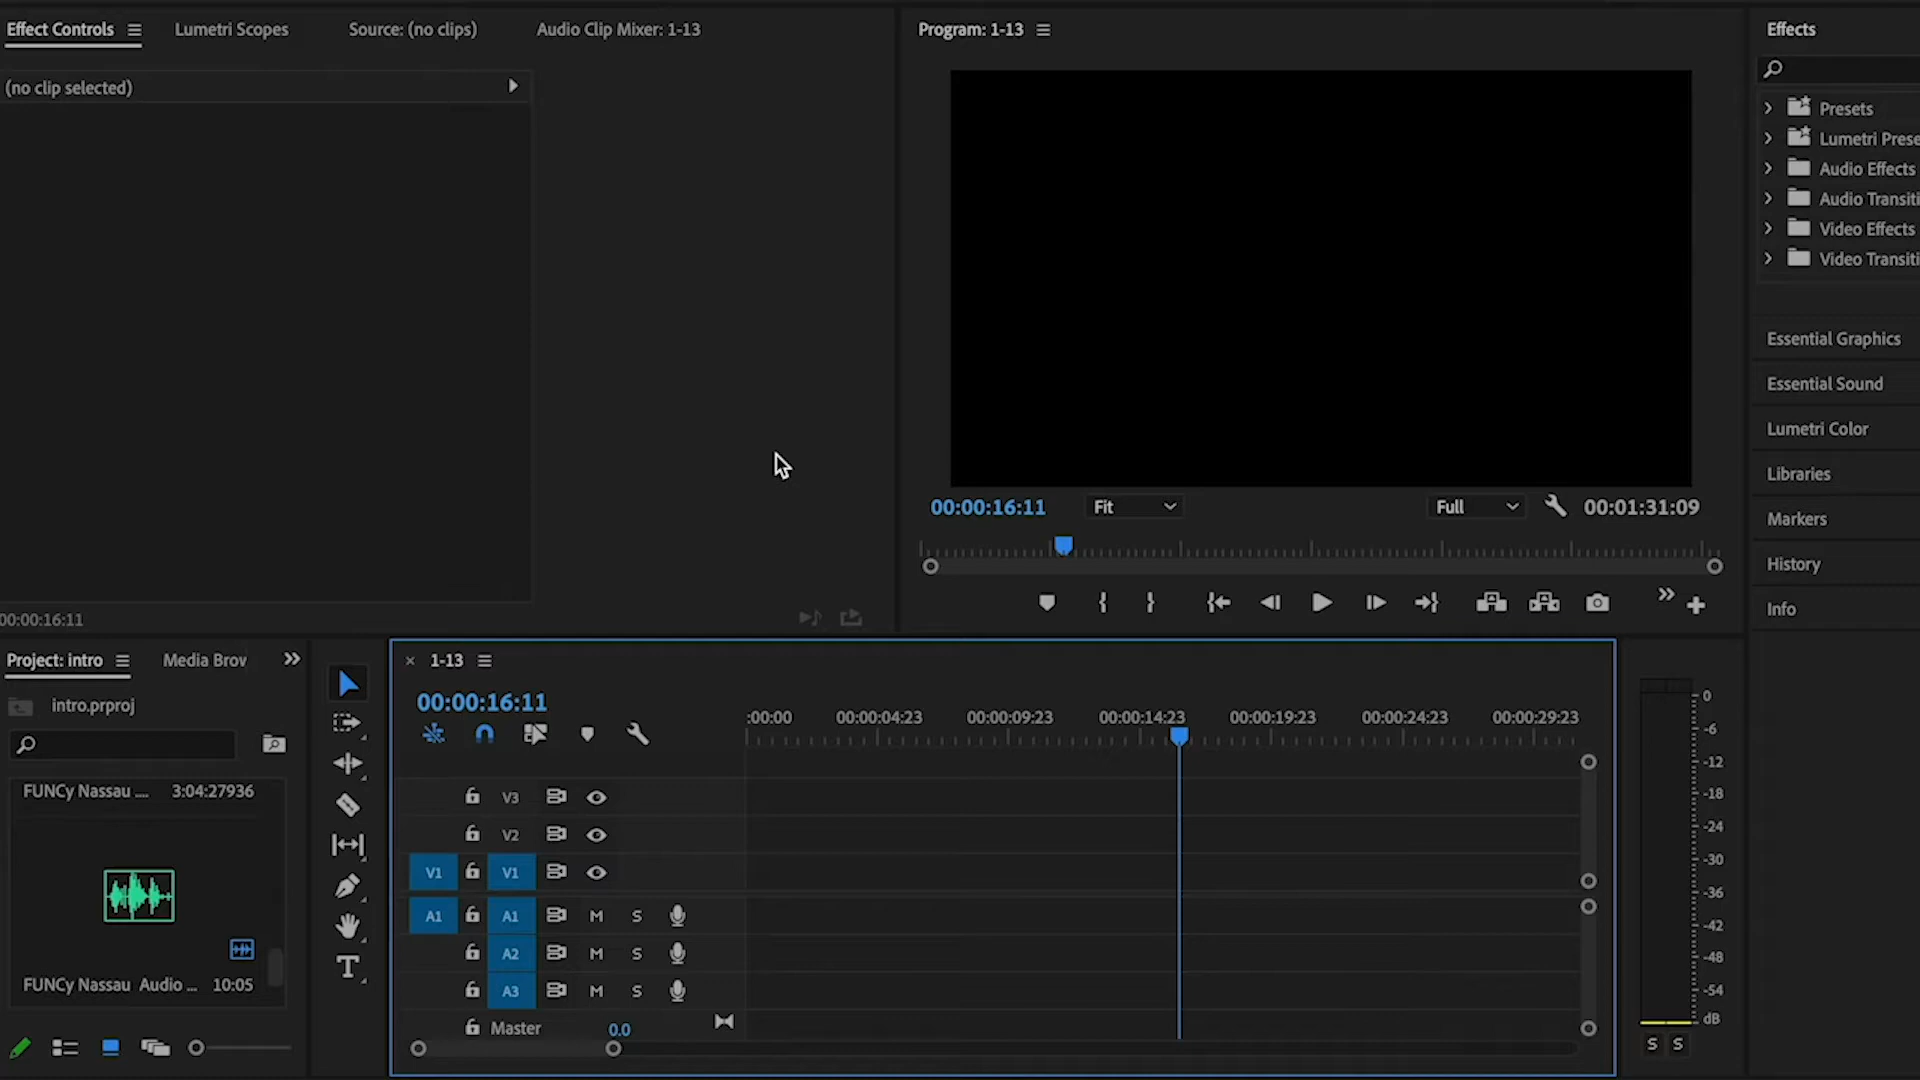 Effect Controls
Lumetri Scopes
Source: (no clips)
Audio Clip Mixer: 1-13
(no clip selected)
00:00:16:11
Program: 1-13
00:00:16:11
Fit
Full
00:01:31:09
Effects
Presets
Lumetri Prese
Audio Effects
Audio Transiti
Video Effects
Video Transiti
Essential Graphics
Essential Sound
Lumetri Color
Libraries
Markers
History
Info
Project: intro
Media Brov
intro.prproj
FUNCy Nassau .... 3:04:27936
FUNCy Nassau Audio ... 10:05
1-13
00:00:16:11
:00:00 00:00:04:23 00:00:09:23 00:00:14:23 00:00:19:23 00:00:24:23 00:00:29:23
V3
V2
V1 V1
A1 A1 M S
A2 M S
A3 M S
Master 0.0
0
-6
-12
-18
-24
-30
-36
-42
-48
-54
dB
S S